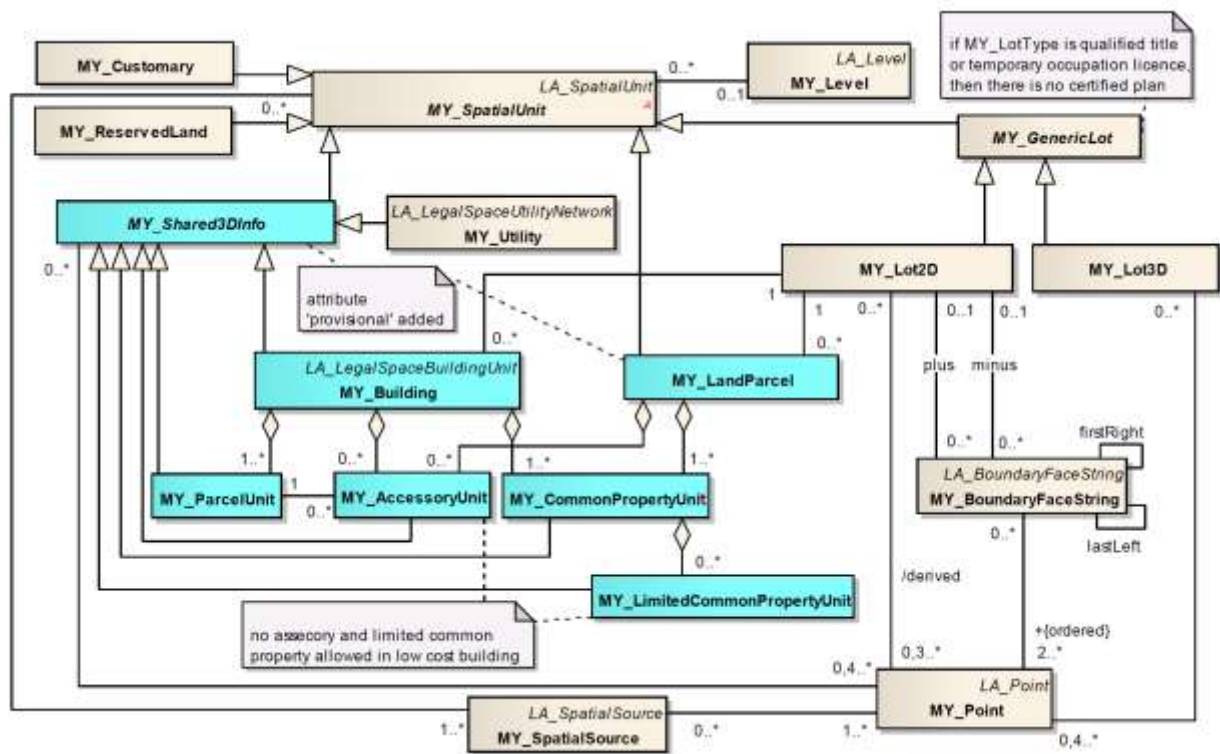 if MY_LotType is qualified title
or temporary occupation licence,
then there is no certified plan
MY_Customary
LA_SpatialUnit
MY_SpatialUnit
0..*
0..1
LA_Level
MY_Level
0..*
MY_ReservedLand
MY_GenericLot
MY_Shared3DInfo
LA_LegalSpaceUtilityNetwork
MY_Utility
MY_Lot2D
MY_Lot3D
0..*
attribute
'provisional' added
1
1
0..*
0..1
0..1
0..*
0..*
0..*
LA_LegalSpaceBuildingUnit
MY_Building
MY_LandParcel
plus
minus
1..*
0..*
0..*
1..*
1..*
0..*
0..*
firstRight
MY_ParcelUnit
1
0..*
MY_AccessoryUnit
MY_CommonPropertyUnit
LA_BoundaryFaceString
MY_BoundaryFaceString
lastLeft
0..*
0..*
/derived
MY_LimitedCommonPropertyUnit
no assecory and limited common
property allowed in low cost building
+{ordered}
2..*
0,3..*
0,4..*
LA_Point
MY_Point
1..*
LA_SpatialSource
MY_SpatialSource
0..*
1..*
0,4..*